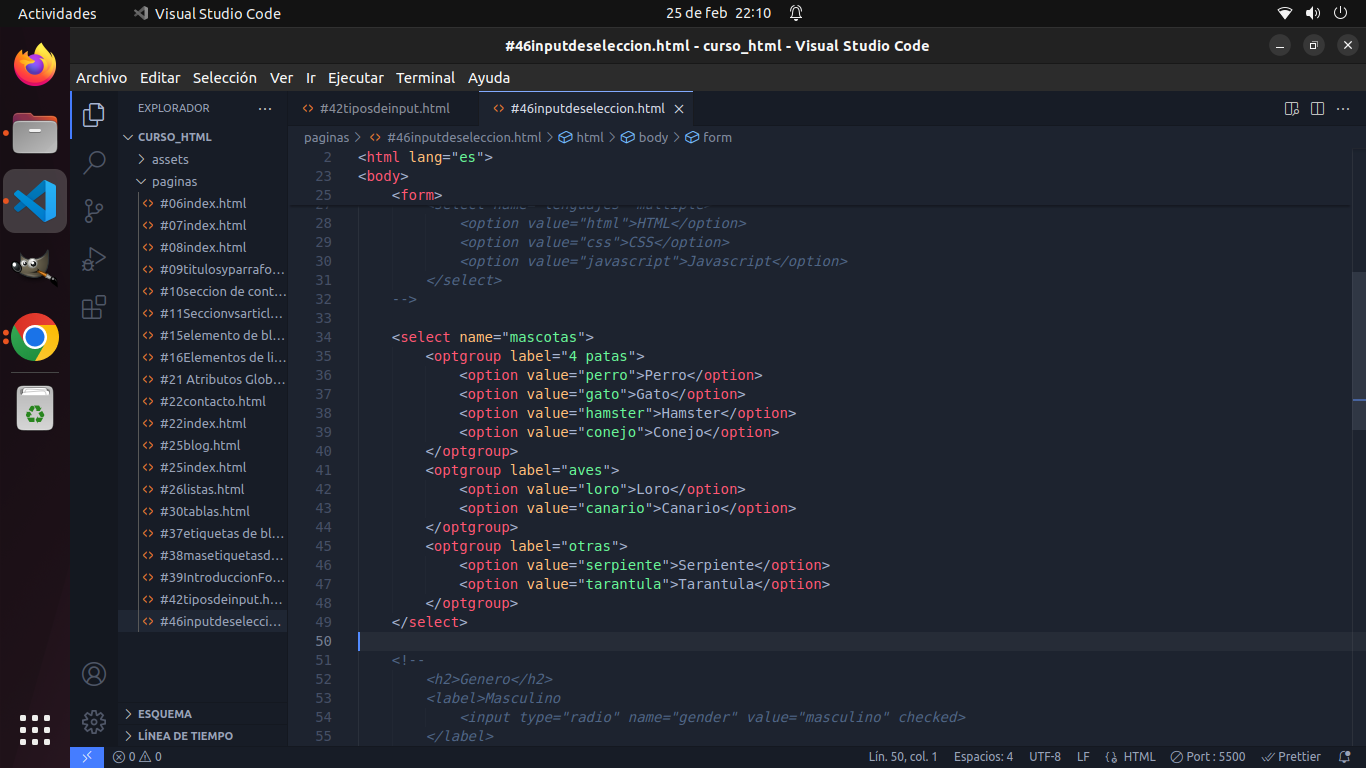 Actividades
Visual Studio Code
25 de feb 22:10
#46inputdeseleccion.html - curso_html - Visual Studio Code
Archivo Editar Selección Ver Ir Ejecutar Terminal Ayuda
EXPLORADOR
CURSO_HTML
assets
paginas
#06index.html
#07index.html
#08index.html
#09titulosyparrafo...
#10seccion de cont...
#11Seccionvsarticl...
#15elemento de bl...
#16Elementos de li...
#21 Atributos Glob...
#22contacto.html
#22index.html
#25blog.html
#25index.html
#26listas.html
#30tablas.html
#37etiquetas de bl...
#38masetiquetasd...
#39IntroduccionFo...
#42tiposdeinput.h...
#46inputdeselecci...
ESQUEMA
LÍNEA DE TIEMPO
#42tiposdeinput.html
#46inputdeseleccion.html
paginas > #46inputdeseleccion.html > html > body > form
2 <html lang="es">
23 <body>
25 <form>
27 <select name="lenguajes" multiple>
28 <option value="html">HTML</option>
29 <option value="css">CSS</option>
30 <option value="javascript">Javascript</option>
31 </select>
32 -->
33
34 <select name="mascotas">
35 <optgroup label="4 patas">
36 <option value="perro">Perro</option>
37 <option value="gato">Gato</option>
38 <option value="hamster">Hamster</option>
39 <option value="conejo">Conejo</option>
40 </optgroup>
41 <optgroup label="aves">
42 <option value="loro">Loro</option>
43 <option value="canario">Canario</option>
44 </optgroup>
45 <optgroup label="otras">
46 <option value="serpiente">Serpiente</option>
47 <option value="tarantula">Tarantula</option>
48 </optgroup>
49 </select>
50
51 <!--
52 <h2>Genero</h2>
53 <label>Masculino
54 <input type="radio" name="gender" value="masculino" checked>
55 </label>
0 0
Lín. 50, col. 1 Espacios: 4 UTF-8 LF HTML Port : 5500 Prettier